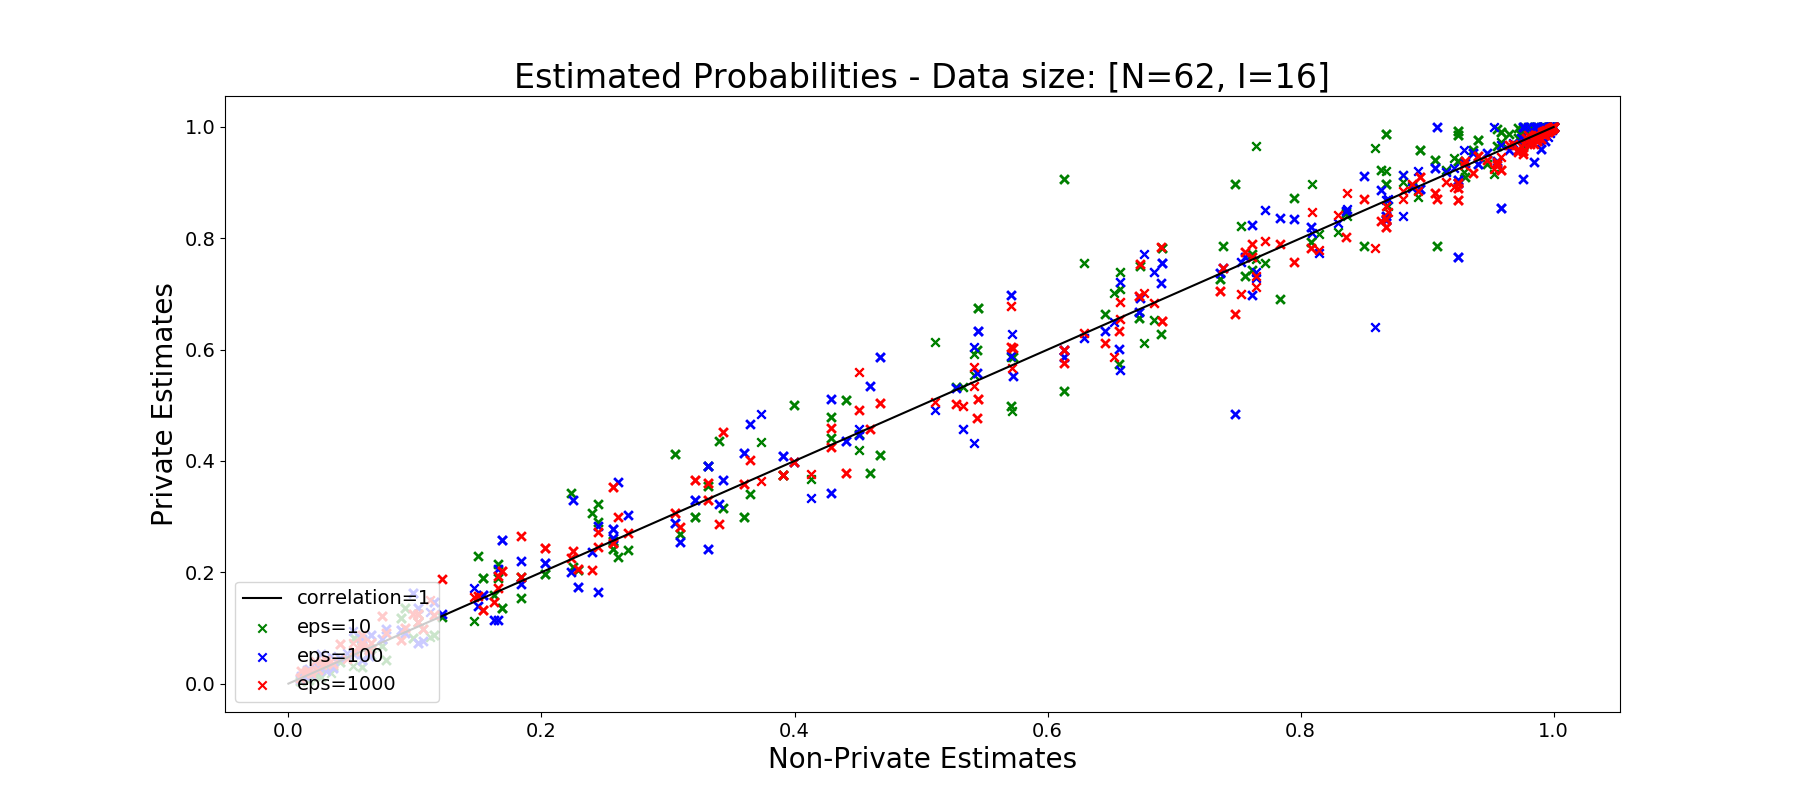 Estimated Probabilities - Data size: [N=62, I=16]
Private Estimates
1.0
0.8
0.6
0.4
0.2
0.0
correlation=1
eps=10
eps=100
eps=1000
0.0 0.2 0.4 0.6 0.8 1.0
Non-Private Estimates